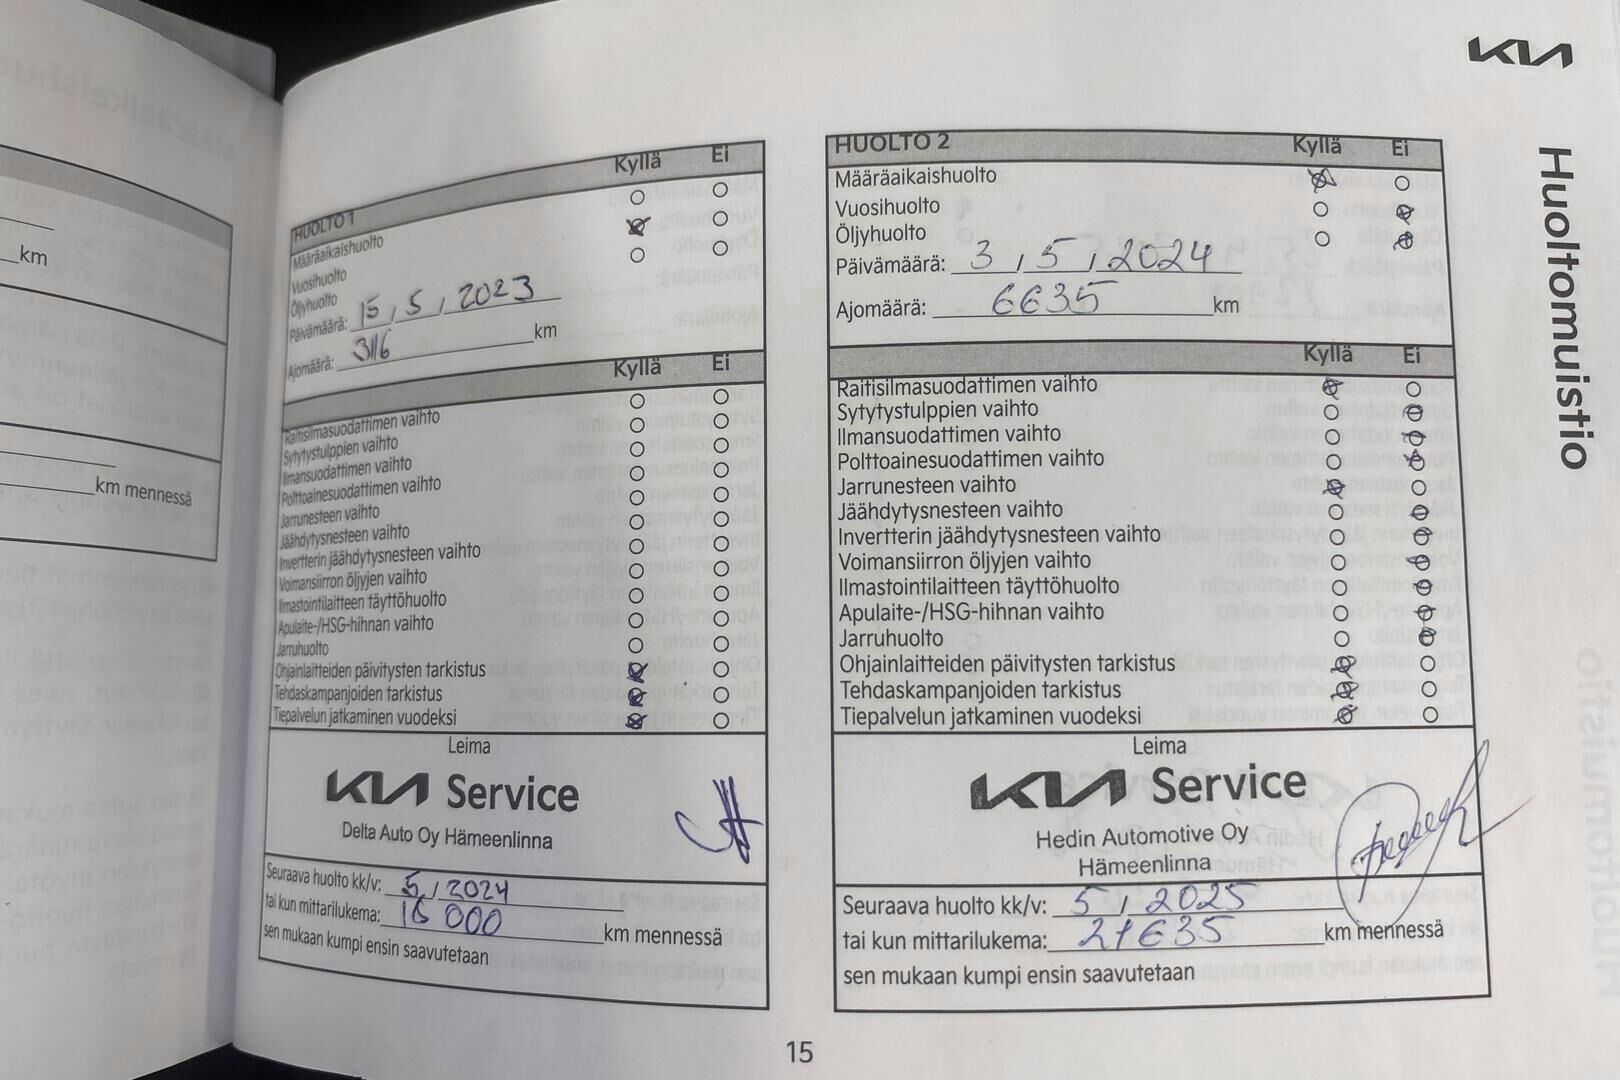 km
km mennessä
HUOLTO 1 Kyllä Ei
Määräaikaishuolto
Vuosihuolto
Öljyhuolto
Päivämäärä: 15 / 5 / 2023
Ajomäärä: 3116 km
Kyllä Ei
Raitisilmasuodattimen vaihto
Sytytystulppien vaihto
Ilmansuodattimen vaihto
Polttoainesuodattimen vaihto
Jarrunesteen vaihto
Jäähdytysnesteen vaihto
Invertterin jäähdytysnesteen vaihto
Voimansiirron öljyjen vaihto
Ilmastointilaitteen täyttöhuolto
Apulaite-/HSG-hihnan vaihto
Jarruhuolto
Ohjainlaitteiden päivitysten tarkistus
Tehdaskampanjoiden tarkistus
Tiepalvelun jatkaminen vuodeksi
Leima
KIA Service
Delta Auto Oy Hämeenlinna
Seuraava huolto kk/v: 5 / 2024
tai kun mittarilukema: 16 000 km mennessä
sen mukaan kumpi ensin saavutetaan
HUOLTO 2 Kyllä Ei
Määräaikaishuolto
Vuosihuolto
Öljyhuolto
Päivämäärä: 3 / 5 / 2024
Ajomäärä: 6635 km
Kyllä Ei
Raitisilmasuodattimen vaihto
Sytytystulppien vaihto
Ilmansuodattimen vaihto
Polttoainesuodattimen vaihto
Jarrunesteen vaihto
Jäähdytysnesteen vaihto
Invertterin jäähdytysnesteen vaihto
Voimansiirron öljyjen vaihto
Ilmastointilaitteen täyttöhuolto
Apulaite-/HSG-hihnan vaihto
Jarruhuolto
Ohjainlaitteiden päivitysten tarkistus
Tehdaskampanjoiden tarkistus
Tiepalvelun jatkaminen vuodeksi
Leima
KIA Service
Hedin Automotive Oy
Hämeenlinna
Seuraava huolto kk/v: 5 / 2025
tai kun mittarilukema: 21635 km mennessä
sen mukaan kumpi ensin saavutetaan
KIA
Huoltomuistio
15